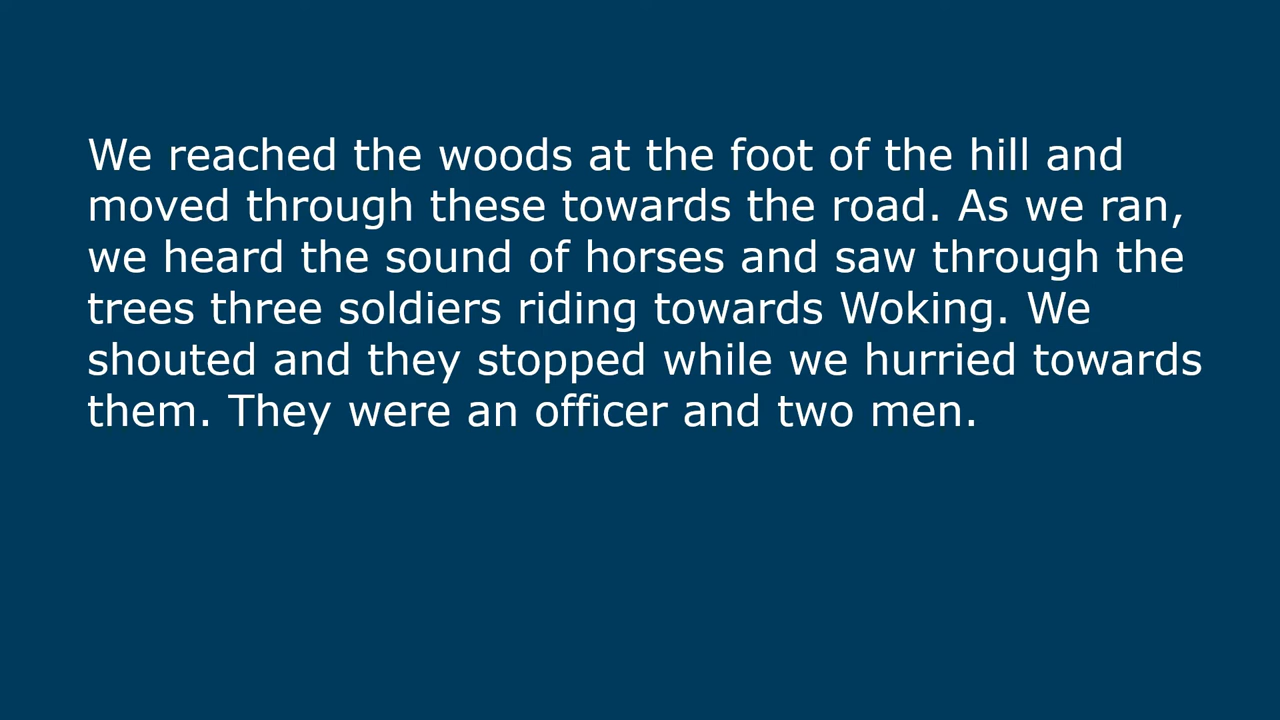 We reached the woods at the foot of the hill and
moved through these towards the road. As we ran,
we heard the sound of horses and saw through the
trees three soldiers riding towards Woking. We
shouted and they stopped while we hurried towards
them. They were an officer and two men.